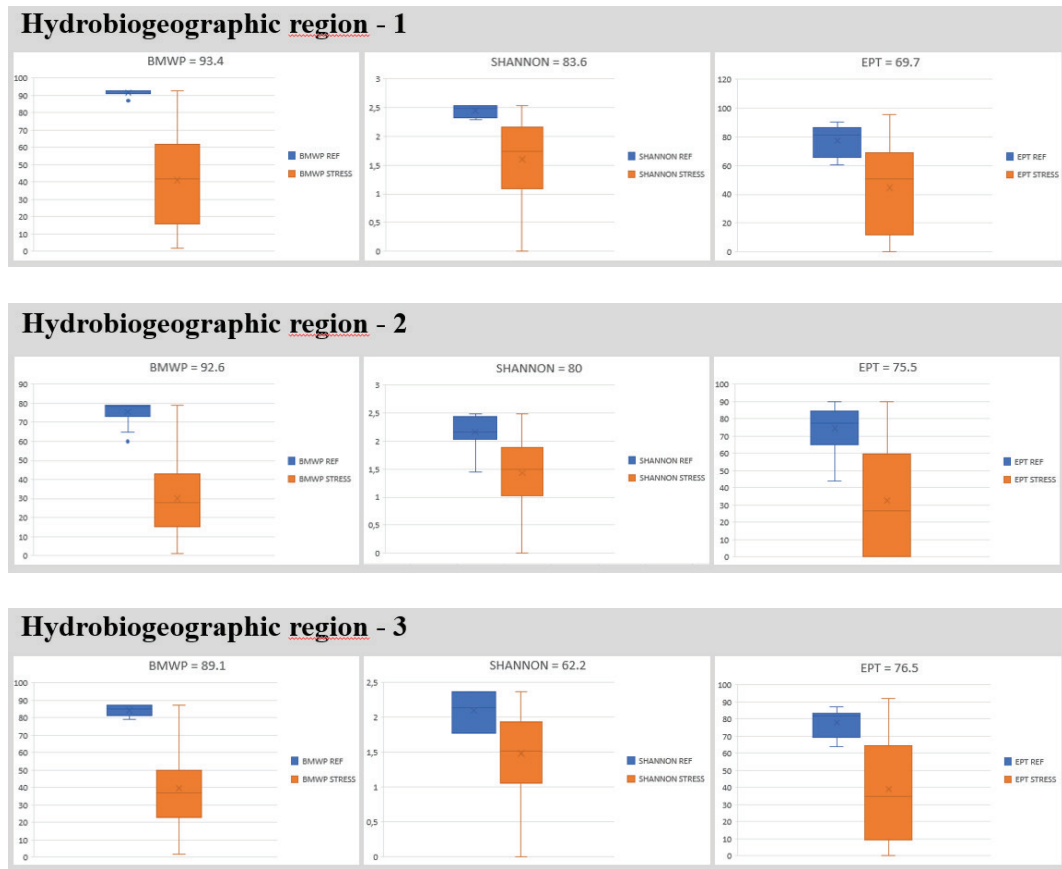 Hydrobiogeographic region - 1
BMWP = 93.4
100
90
80
70
60
50
40
30
20
10
0
BMWP REF
BMWP STRESS
SHANNON = 83.6
3
2,5
2
1,5
1
0,5
0
SHANNON REF
SHANNON STRESS
EPT = 69.7
120
100
80
60
40
20
0
EPT REF
EPT STRESS
Hydrobiogeographic region - 2
BMWP = 92.6
90
80
70
60
50
40
30
20
10
0
BMWP REF
BMWP STRESS
SHANNON = 80
3
2,5
2
1,5
1
0,5
0
SHANNON REF
SHANNON STRESS
EPT = 75.5
100
90
80
70
60
50
40
30
20
10
0
EPT REF
EPT STRESS
Hydrobiogeographic region - 3
BMWP = 89.1
100
90
80
70
60
50
40
30
20
10
0
BMWP REF
BMWP STRESS
SHANNON = 62.2
2,5
2
1,5
1
0,5
0
SHANNON REF
SHANNON STRESS
EPT = 76.5
100
90
80
70
60
50
40
30
20
10
0
EPT REF
EPT STRESS